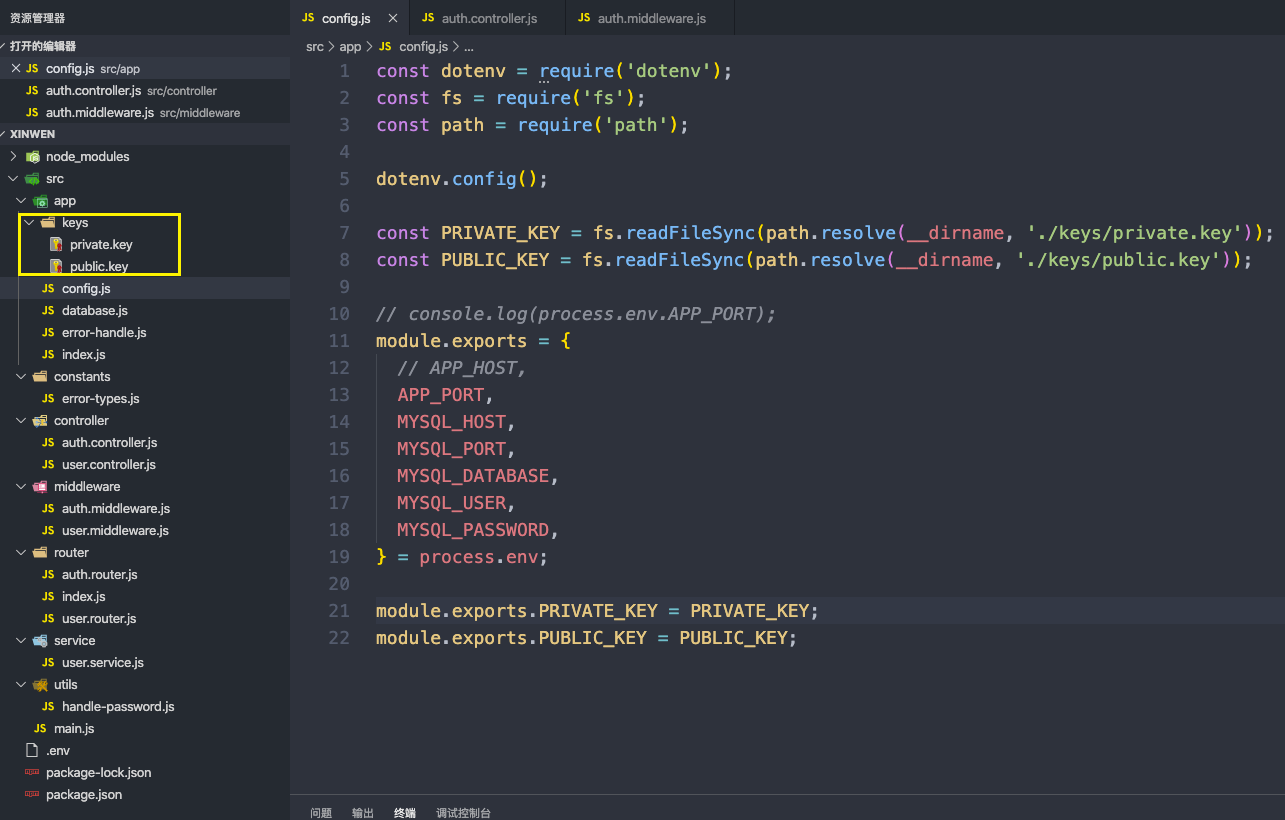 资源管理器
打开的编辑器
JS config.js src/app
JS auth.controller.js src/controller
JS auth.middleware.js src/middleware
XINWEN
node_modules
src
app
keys
private.key
public.key
JS config.js
JS database.js
JS error-handle.js
JS index.js
constants
JS error-types.js
controller
JS auth.controller.js
JS user.controller.js
middleware
JS auth.middleware.js
JS user.middleware.js
router
JS auth.router.js
JS index.js
JS user.router.js
service
JS user.service.js
utils
JS handle-password.js
JS main.js
.env
package-lock.json
package.json
JS config.js JS auth.controller.js JS auth.middleware.js
src > app > JS config.js > ...
1 const dotenv = require('dotenv');
2 const fs = require('fs');
3 const path = require('path');
4
5 dotenv.config();
6
7 const PRIVATE_KEY = fs.readFileSync(path.resolve(__dirname, './keys/private.key'));
8 const PUBLIC_KEY = fs.readFileSync(path.resolve(__dirname, './keys/public.key'));
9
10 // console.log(process.env.APP_PORT);
11 module.exports = {
12 // APP_HOST,
13 APP_PORT,
14 MYSQL_HOST,
15 MYSQL_PORT,
16 MYSQL_DATABASE,
17 MYSQL_USER,
18 MYSQL_PASSWORD,
19 } = process.env;
20
21 module.exports.PRIVATE_KEY = PRIVATE_KEY;
22 module.exports.PUBLIC_KEY = PUBLIC_KEY;
问题 输出 终端 调试控制台